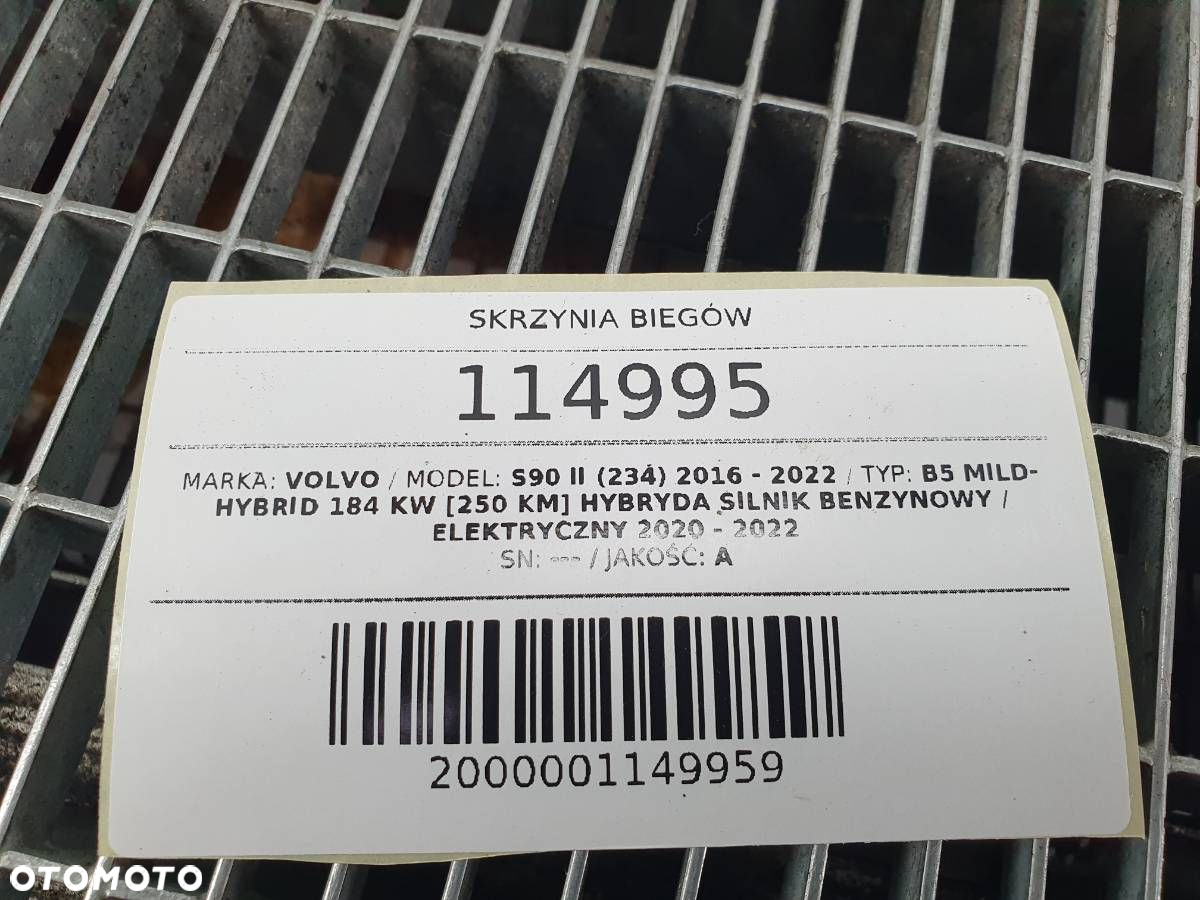 SKRZYNIA BIEGÓW
114995
MARKA: VOLVO / MODEL: S90 II (234) 2016 - 2022 / TYP: B5 MILD-
HYBRID 184 KW [250 KM] HYBRYDA SILNIK BENZYNOWY /
ELEKTRYCZNY 2020 - 2022
SN: --- / JAKOŚĆ: A
2000001149959
OTOMOTO